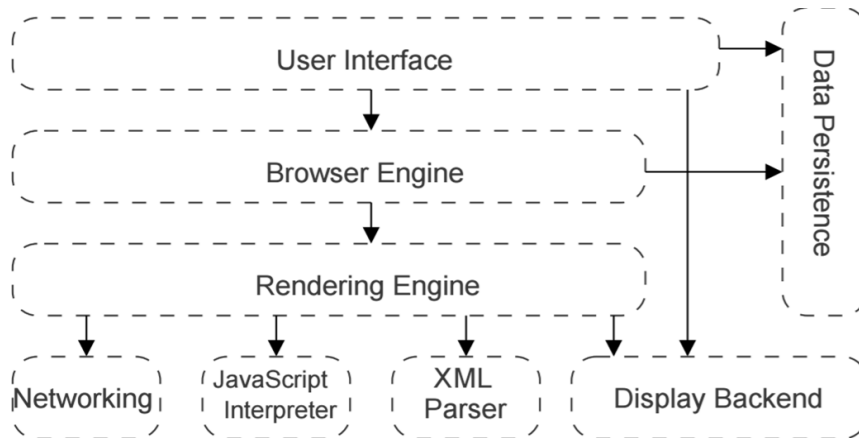 User Interface
Data Persistence
Browser Engine
Rendering Engine
Networking
JavaScript
Interpreter
XML
Parser
Display Backend